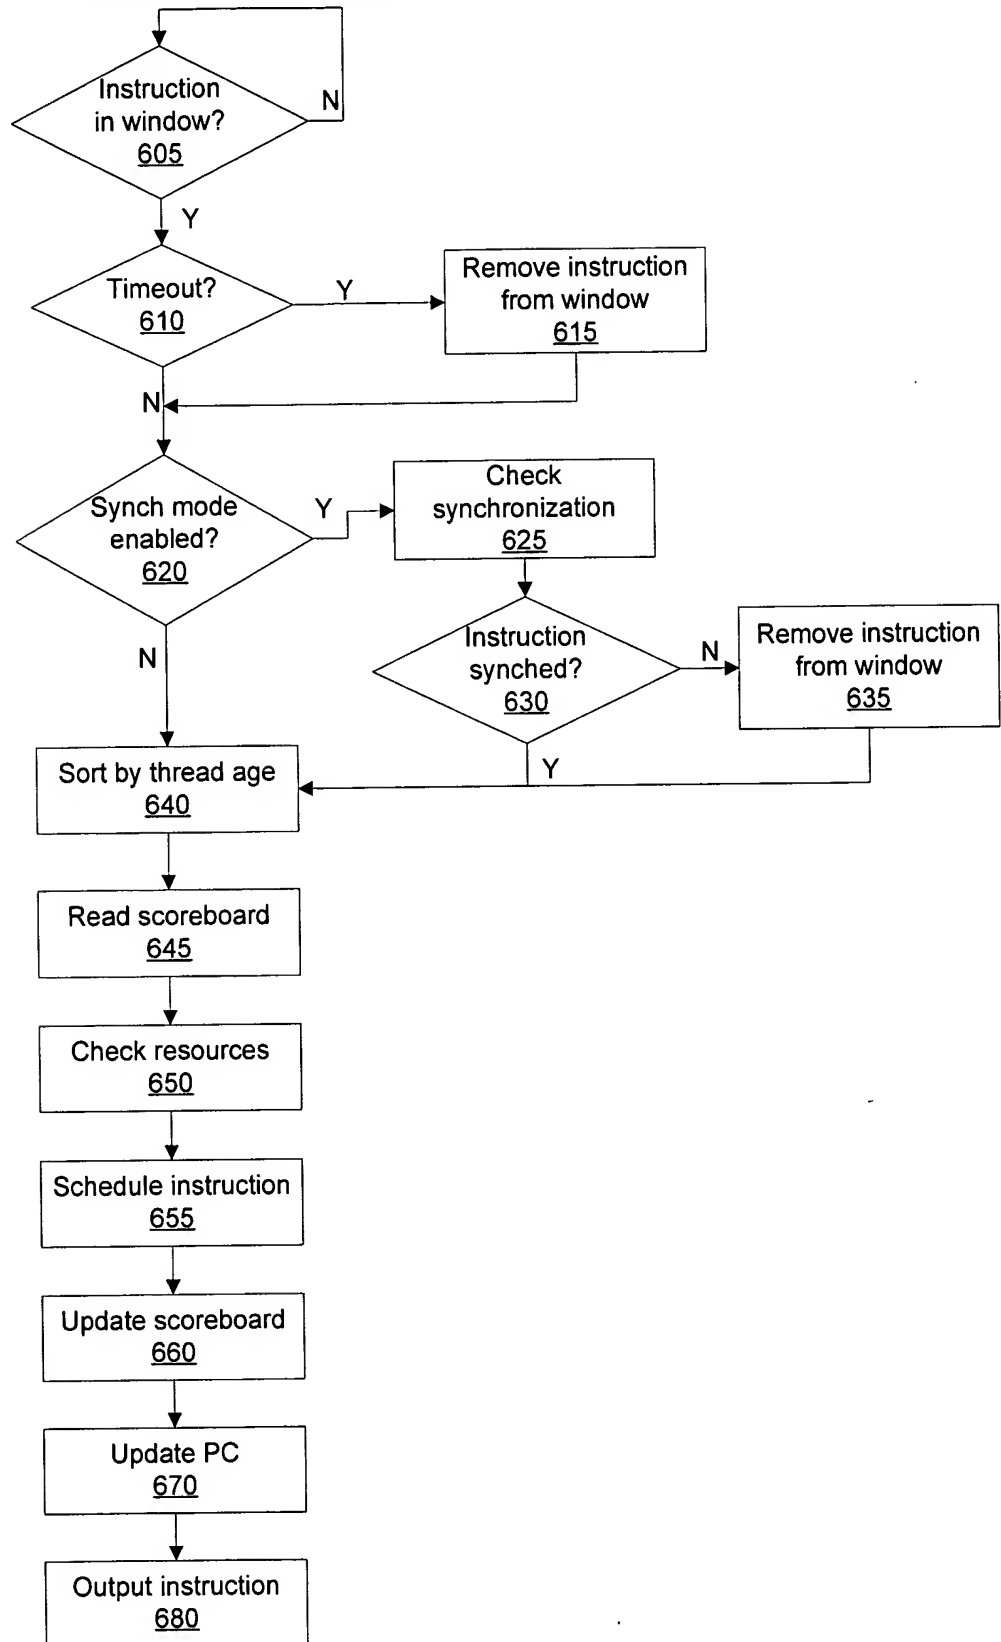 Instruction
in window?
605
N
Y
Timeout?
610
Y
Remove instruction
from window
615
N
Synch mode
enabled?
620
Y
Check
synchronization
625
N
Instruction
synched?
630
N
Remove instruction
from window
635
Y
Sort by thread age
640
Read scoreboard
645
Check resources
650
Schedule instruction
655
Update scoreboard
660
Update PC
670
Output instruction
680